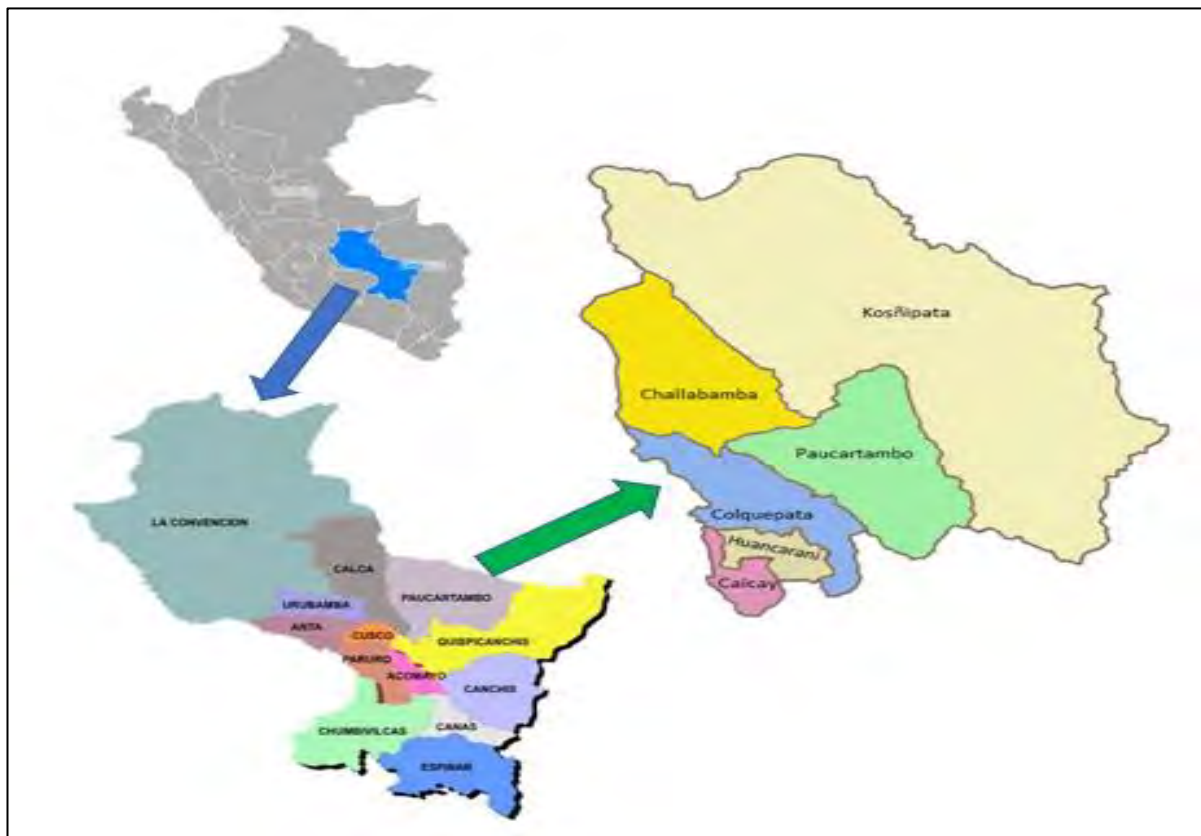 Kosñipata
Challabamba
Paucartambo
Colquepata
Huancarani
Caicay
LA CONVENCION
CALCA
PAUCARTAMBO
URUBAMBA
ANTA
CUSCO
QUISPICANCHIS
PARURO
ACOMAYO
CANCHIS
CHUMBIVILCAS
CANAS
ESPINAR